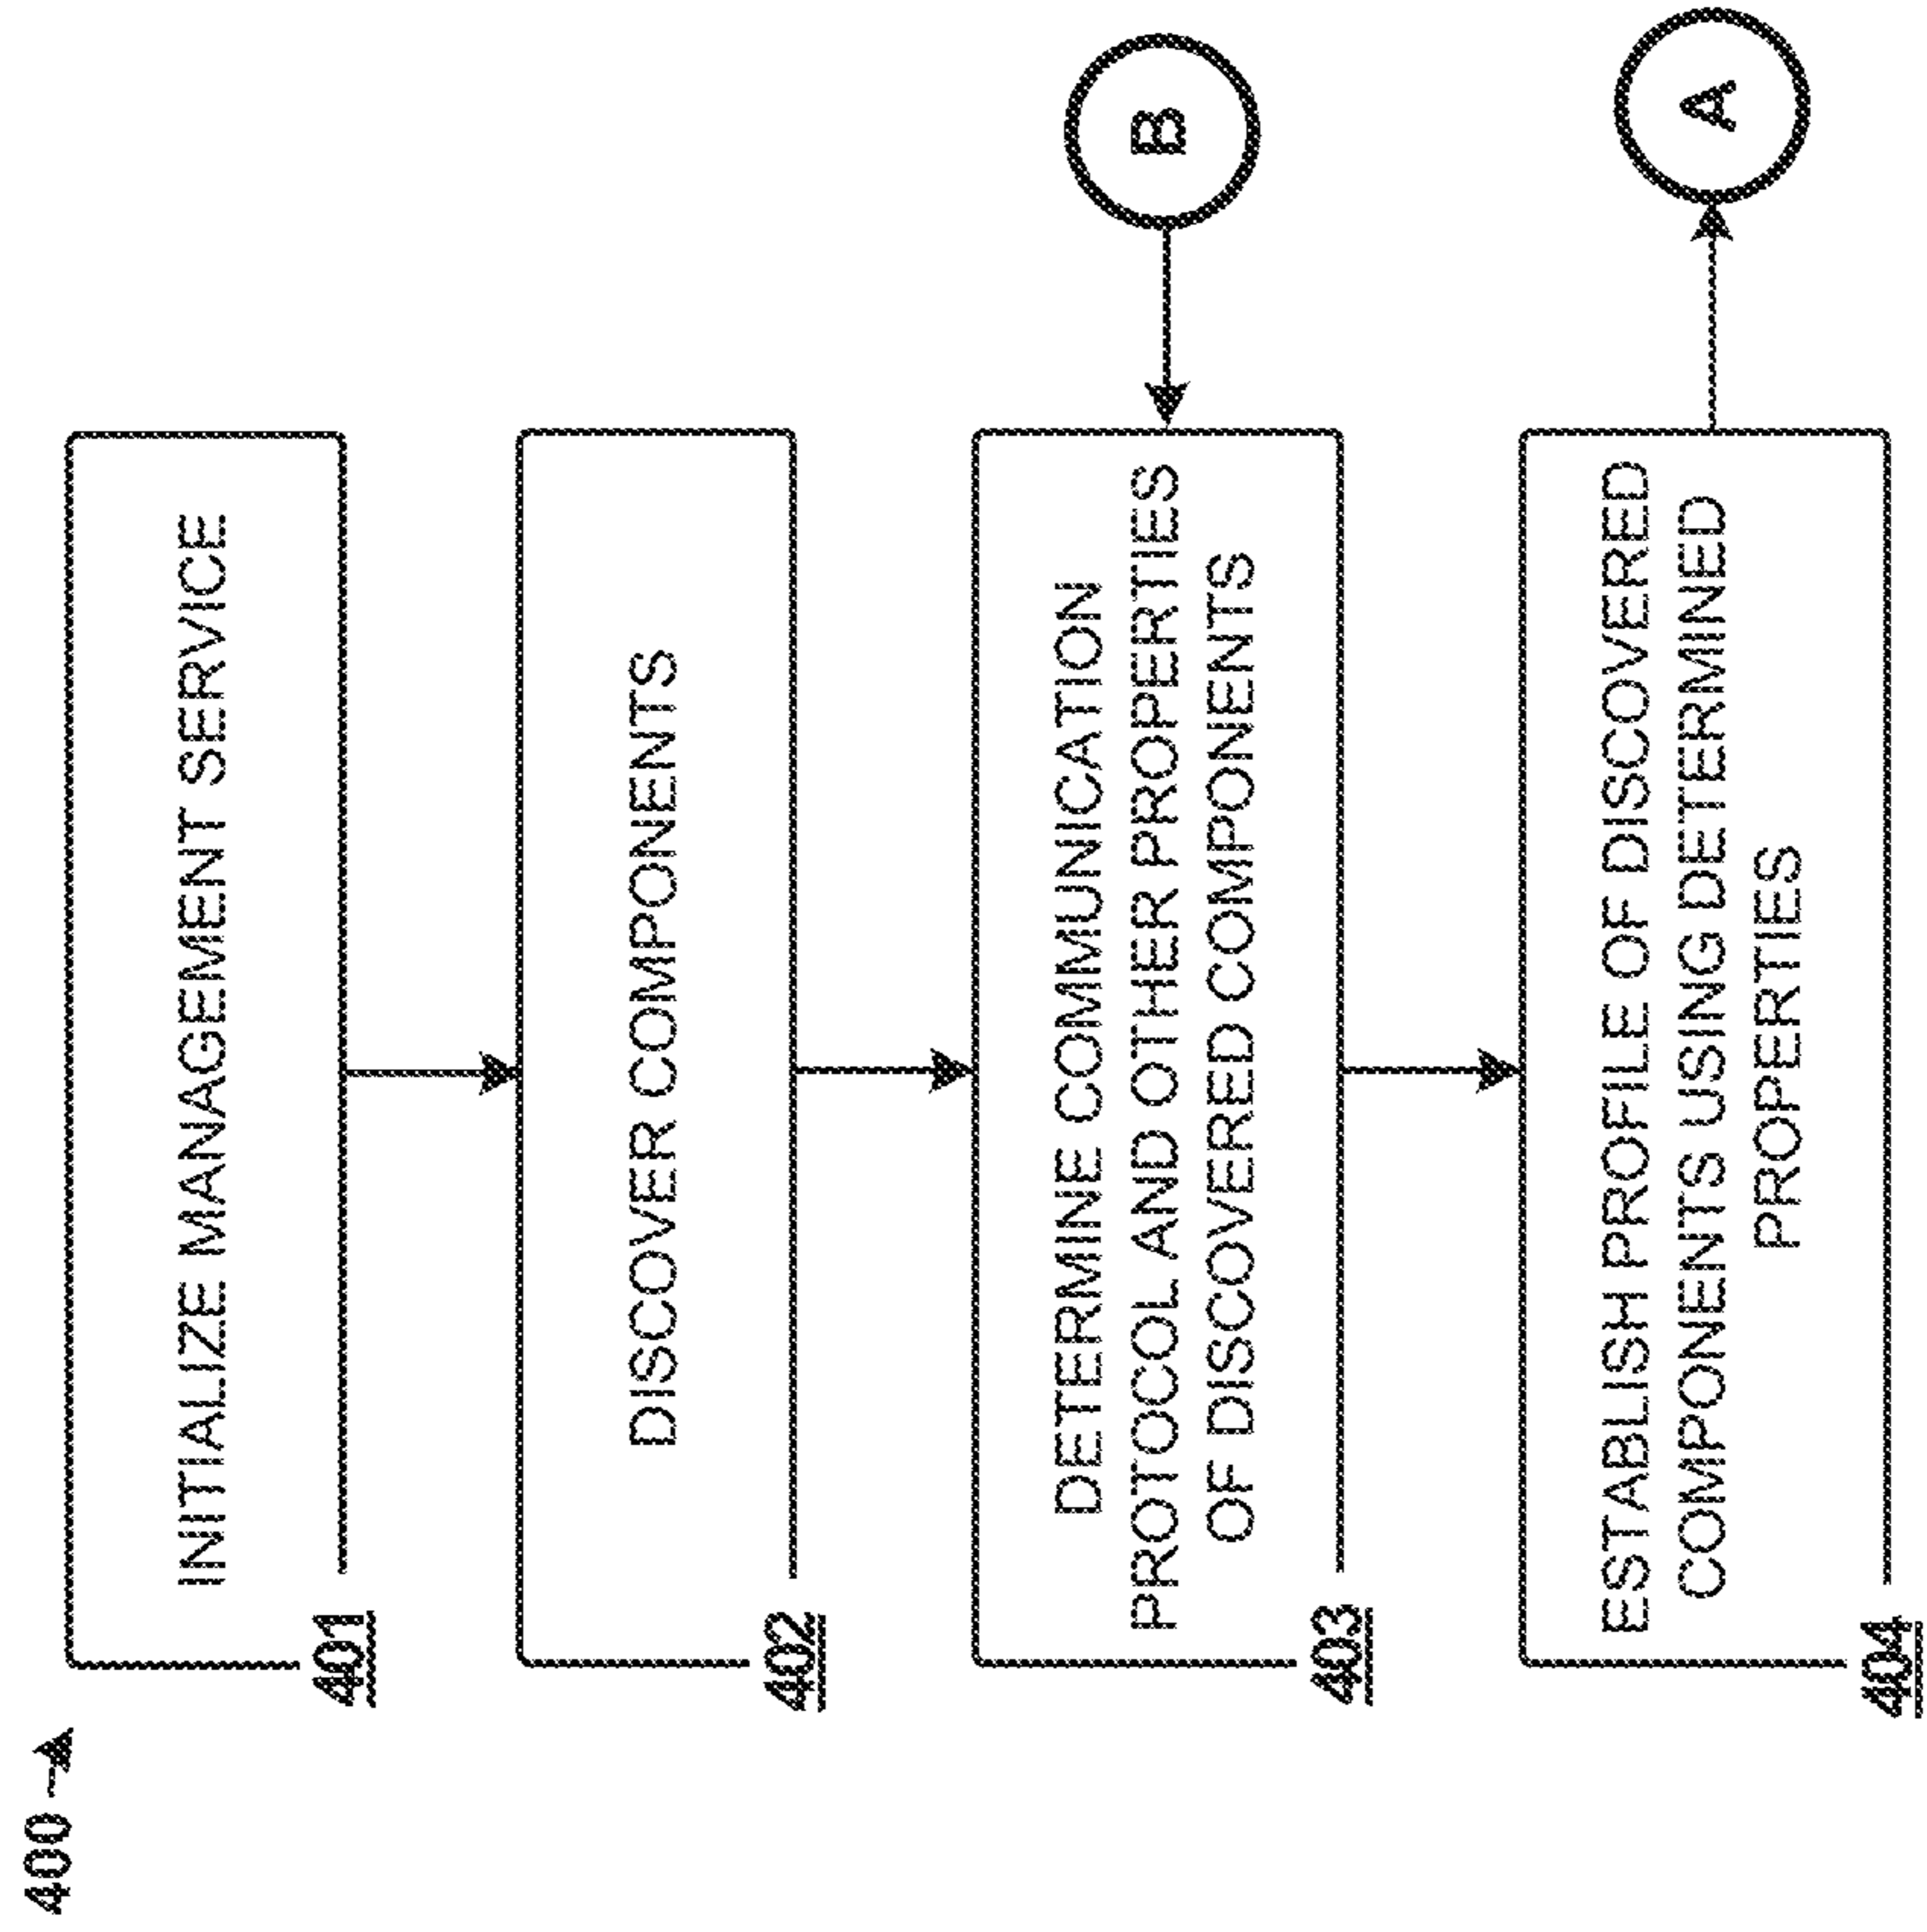 400
INITIALIZE MANAGEMENT SERVICE
401
DISCOVER COMPONENTS
402
DETERMINE COMMUNICATION
PROTOCOL AND OTHER PROPERTIES
OF DISCOVERED COMPONENTS
403
B
ESTABLISH PROFILE OF DISCOVERED
COMPONENTS USING DETERMINED
PROPERTIES
404
A